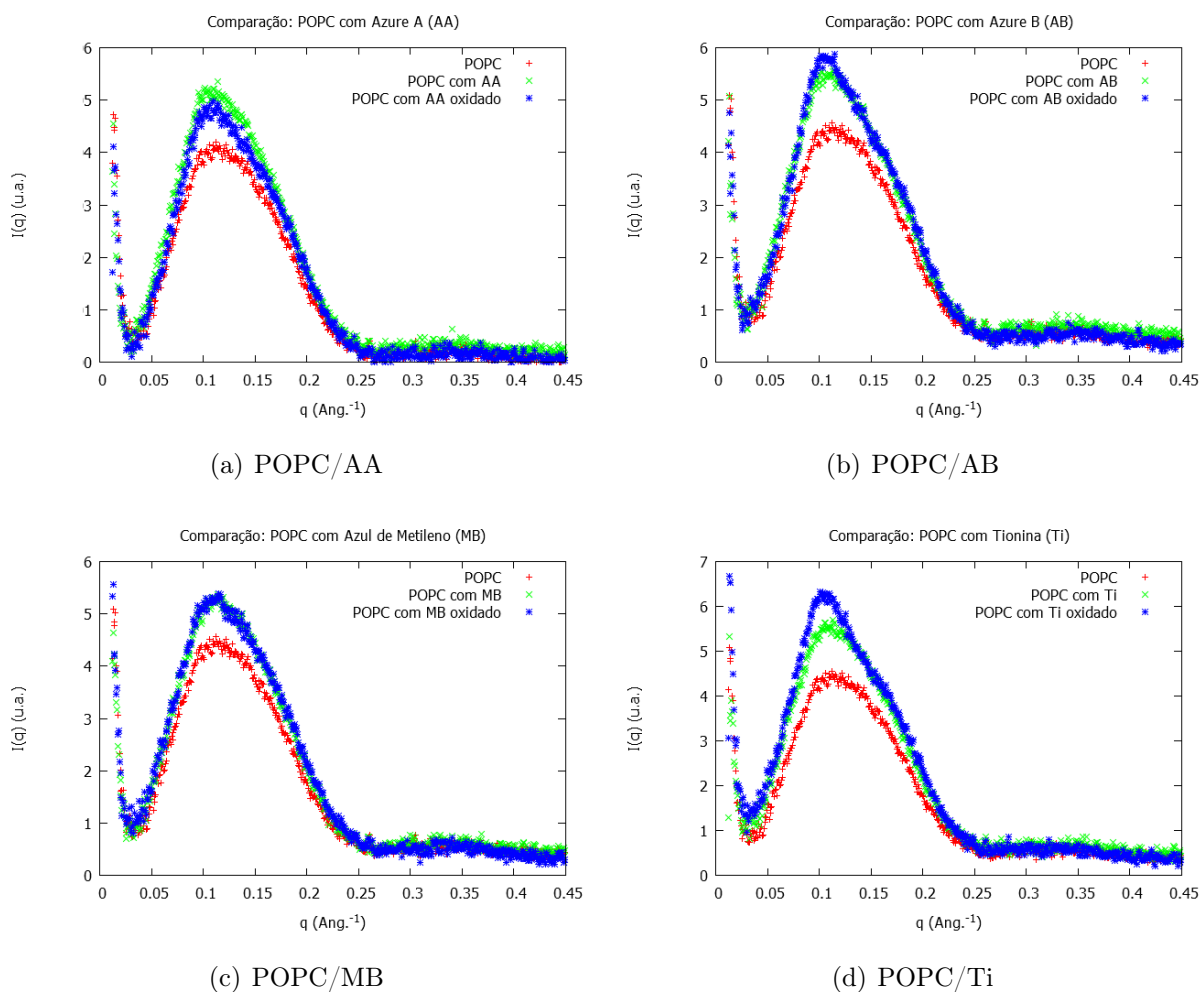 Comparação: POPC com Azure A (AA)
POPC
POPC com AA
POPC com AA oxidado
I(q) (u.a.)
6
5
4
3
2
1
0
0 0.05 0.1 0.15 0.2 0.25 0.3 0.35 0.4 0.45
q (Ang.⁻¹)
(a) POPC/AA
Comparação: POPC com Azure B (AB)
POPC
POPC com AB
POPC com AB oxidado
I(q) (u.a.)
6
5
4
3
2
1
0
0 0.05 0.1 0.15 0.2 0.25 0.3 0.35 0.4 0.45
q (Ang.⁻¹)
(b) POPC/AB
Comparação: POPC com Azul de Metileno (MB)
POPC
POPC com MB
POPC com MB oxidado
I(q) (u.a.)
6
5
4
3
2
1
0
0 0.05 0.1 0.15 0.2 0.25 0.3 0.35 0.4 0.45
q (Ang.⁻¹)
(c) POPC/MB
Comparação: POPC com Tionina (Ti)
POPC
POPC com Ti
POPC com Ti oxidado
I(q) (u.a.)
7
6
5
4
3
2
1
0
0 0.05 0.1 0.15 0.2 0.25 0.3 0.35 0.4 0.45
q (Ang.⁻¹)
(d) POPC/Ti